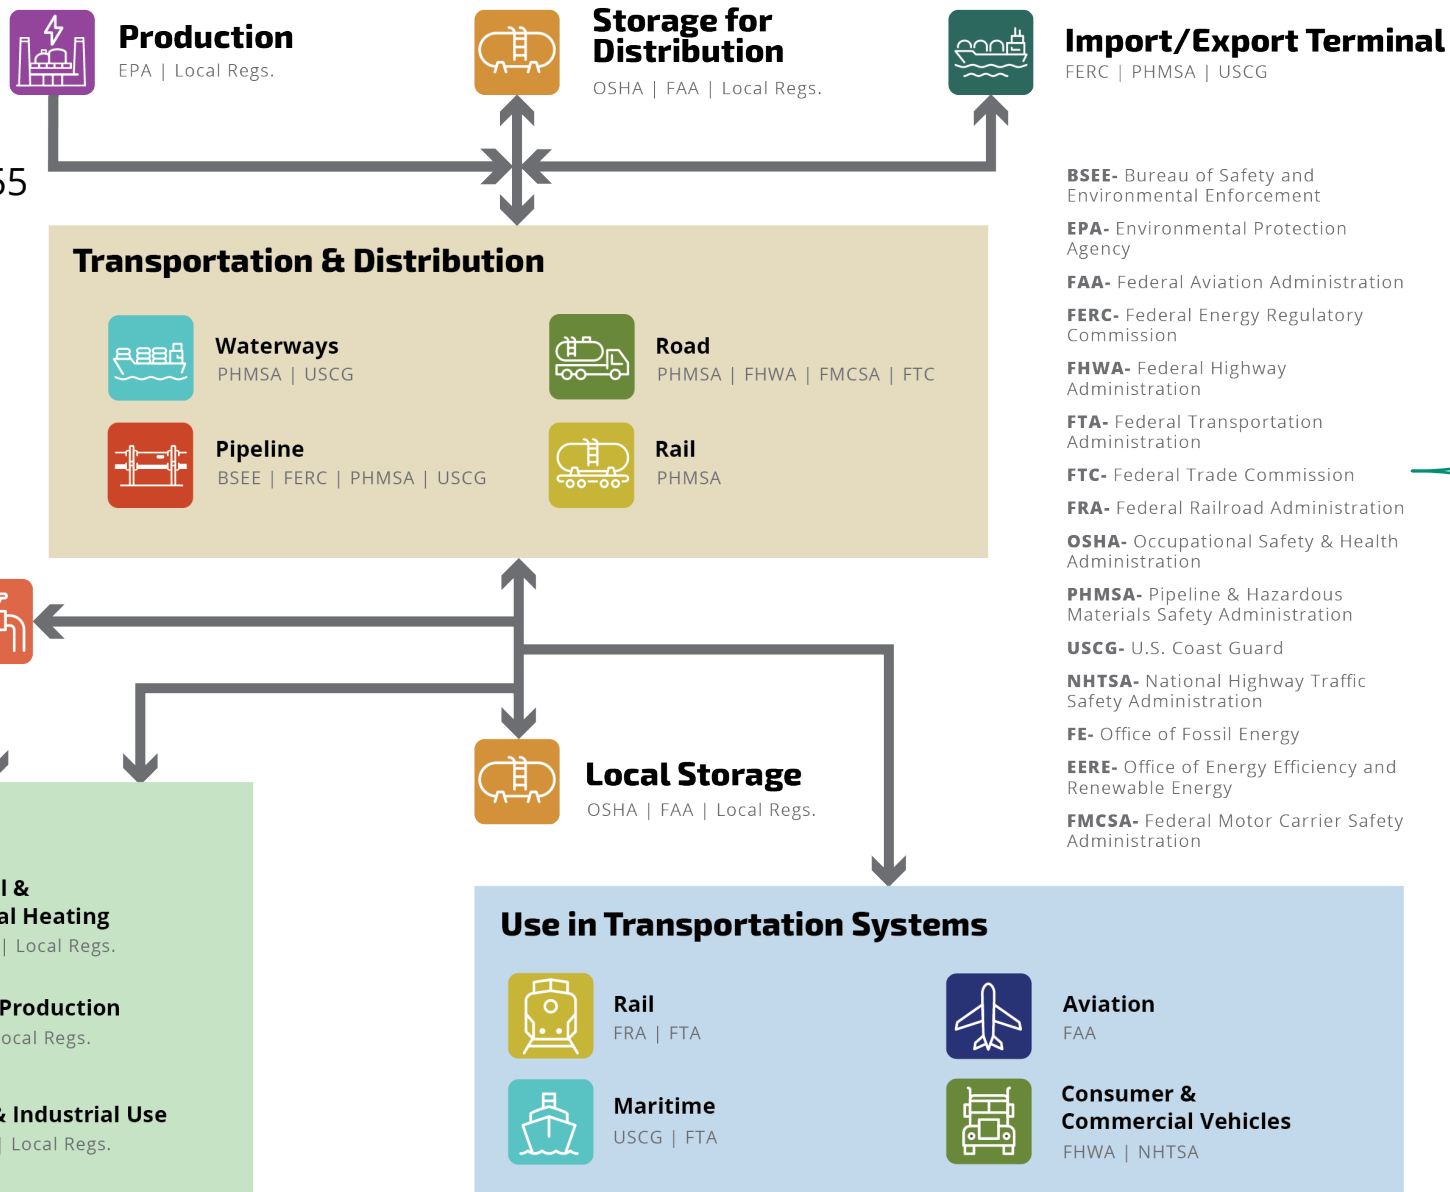 Production
EPA | Local Regs.
Storage for
Distribution
OSHA | FAA | Local Regs.
Import/Export Terminal
FERC | PHMSA | USCG
55
Transportation & Distribution
Waterways
PHMSA | USCG
Road
PHMSA | FHWA | FMCSA | FTC
Pipeline
BSEE | FERC | PHMSA | USCG
Rail
PHMSA
BSEE- Bureau of Safety and
Environmental Enforcement
EPA- Environmental Protection
Agency
FAA- Federal Aviation Administration
FERC- Federal Energy Regulatory
Commission
FHWA- Federal Highway
Administration
FTA- Federal Transportation
Administration
FTC- Federal Trade Commission
FRA- Federal Railroad Administration
OSHA- Occupational Safety & Health
Administration
PHMSA- Pipeline & Hazardous
Materials Safety Administration
USCG- U.S. Coast Guard
NHTSA- National Highway Traffic
Safety Administration
FE- Office of Fossil Energy
EERE- Office of Energy Efficiency and
Renewable Energy
FMCSA- Federal Motor Carrier Safety
Administration
Local Storage
OSHA | FAA | Local Regs.
l &
al Heating
| Local Regs.
Production
ocal Regs.
& Industrial Use
| Local Regs.
Use in Transportation Systems
Rail
FRA | FTA
Aviation
FAA
Maritime
USCG | FTA
Consumer &
Commercial Vehicles
FHWA | NHTSA